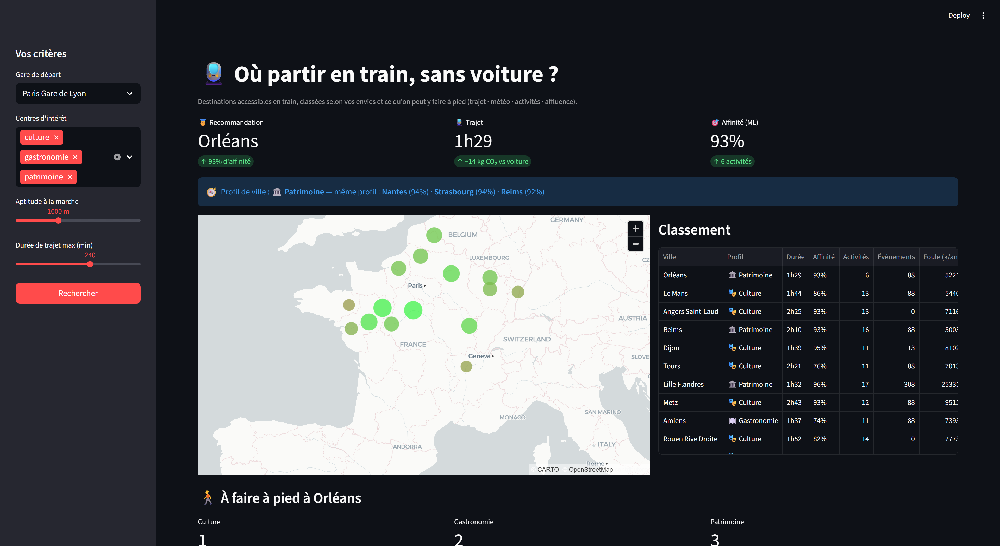 Deploy
Vos critères
Gare de départ
Paris Gare de Lyon
Centres d'intérêt
culture
gastronomie
patrimoine
Aptitude à la marche
1000 m
Durée de trajet max (min)
240
Rechercher
Où partir en train, sans voiture ?
Destinations accessibles en train, classées selon vos envies et ce qu'on peut y faire à pied (trajet · météo · activités · affluence).
Recommandation
Orléans
↑ 93% d'affinité
Trajet
1h29
↑ −14 kg CO₂ vs voiture
Affinité (ML)
93%
↑ 6 activités
Profil de ville : Patrimoine — même profil : Nantes (94%) · Strasbourg (94%) · Reims (92%)
GERMANY
BELGIUM
LUXEMBOURG
CZ
Paris
AUSTRIA
SWITZERLAND
FRANCE
Geneva
SLOVE
SAN MARINO
MONACO
ITALY
ANDORRA
Rome
© CARTO © OpenStreetMap
+
−
Classement
Ville Profil Durée Affinité Activités Événements Foule (k/an
Orléans Patrimoine 1h29 93% 6 88 5221
Le Mans Culture 1h44 86% 13 88 5440
Angers Saint-Laud Culture 2h25 93% 13 0 7116
Reims Patrimoine 2h10 93% 16 88 5003
Dijon Culture 1h39 95% 11 13 8102
Tours Culture 2h21 76% 11 88 7013
Lille Flandres Patrimoine 1h32 96% 17 308 25331
Metz Culture 2h43 93% 12 88 9515
Amiens Gastronomie 1h37 74% 11 88 7395
Rouen Rive Droite Culture 1h52 82% 14 0 7773
À faire à pied à Orléans
Culture
1
Gastronomie
2
Patrimoine
3